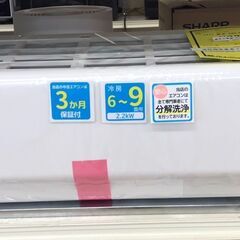 SHARP
当店の中古エアコンは
3か月
保証付
冷房
6～9
畳用
2.2kW
当店の
エアコンは
全て専門業者にて
分解洗浄
を行っております。